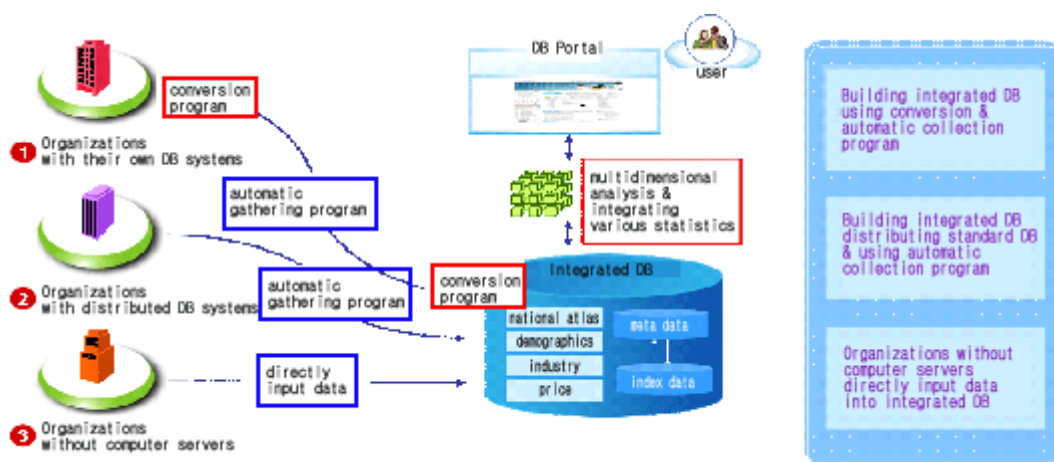 conversion
program
1 Organizations
with their own DB systems
automatic
gathering program
2 Organizations
with distributed DB systems
automatic
gathering program
conversion
program
3 Organizations
without computer servers
directly
input data
DB Portal
user
multidimensional
analysis &
integrating
various statistics
Integrated DB
national atlas
demographics
industry
price
meta data
index data
Building integrated DB
using conversion &
automatic collection
program
Building integrated DB
distributing standard DB
& using automatic
collection program
Organizations without
computer servers
directly input data
into integrated DB